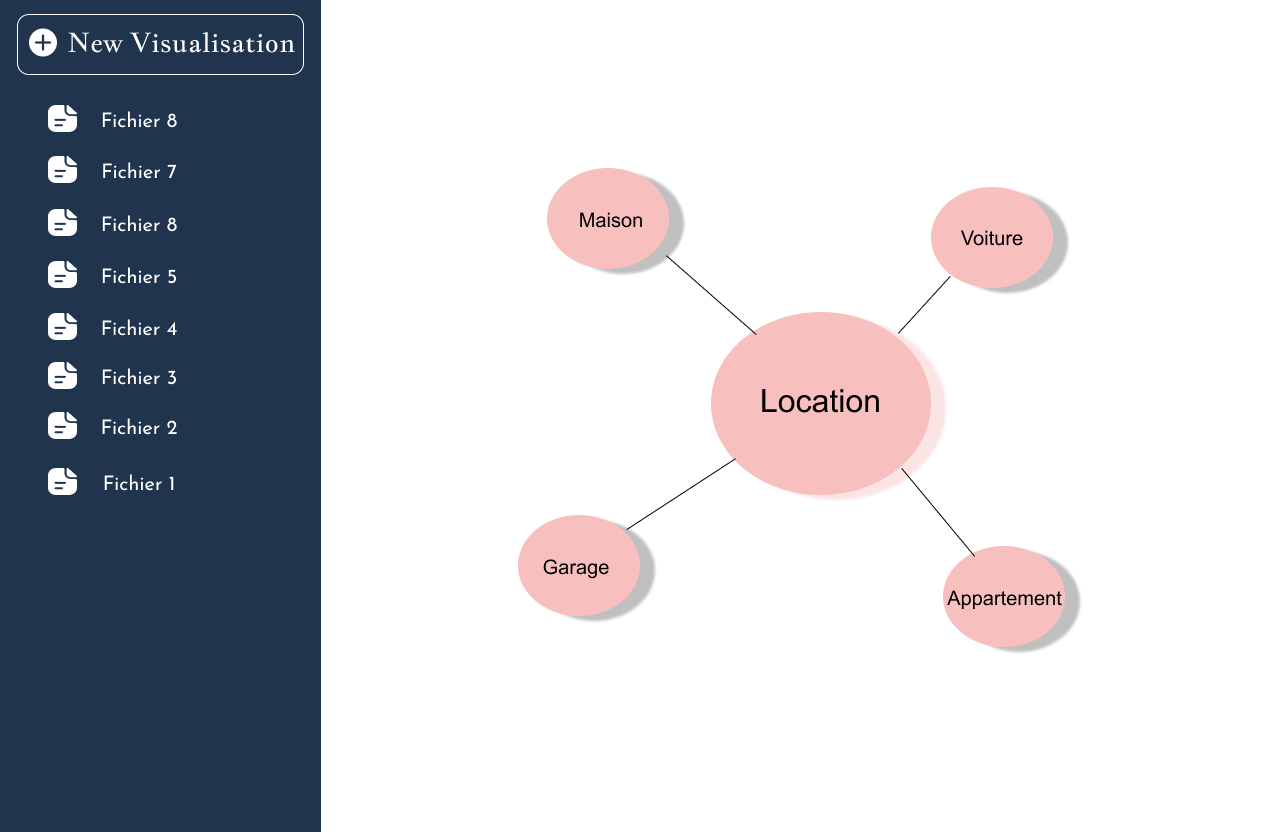 New Visualisation
Fichier 8
Fichier 7
Fichier 8
Fichier 5
Fichier 4
Fichier 3
Fichier 2
Fichier 1
Maison
Voiture
Location
Garage
Appartement